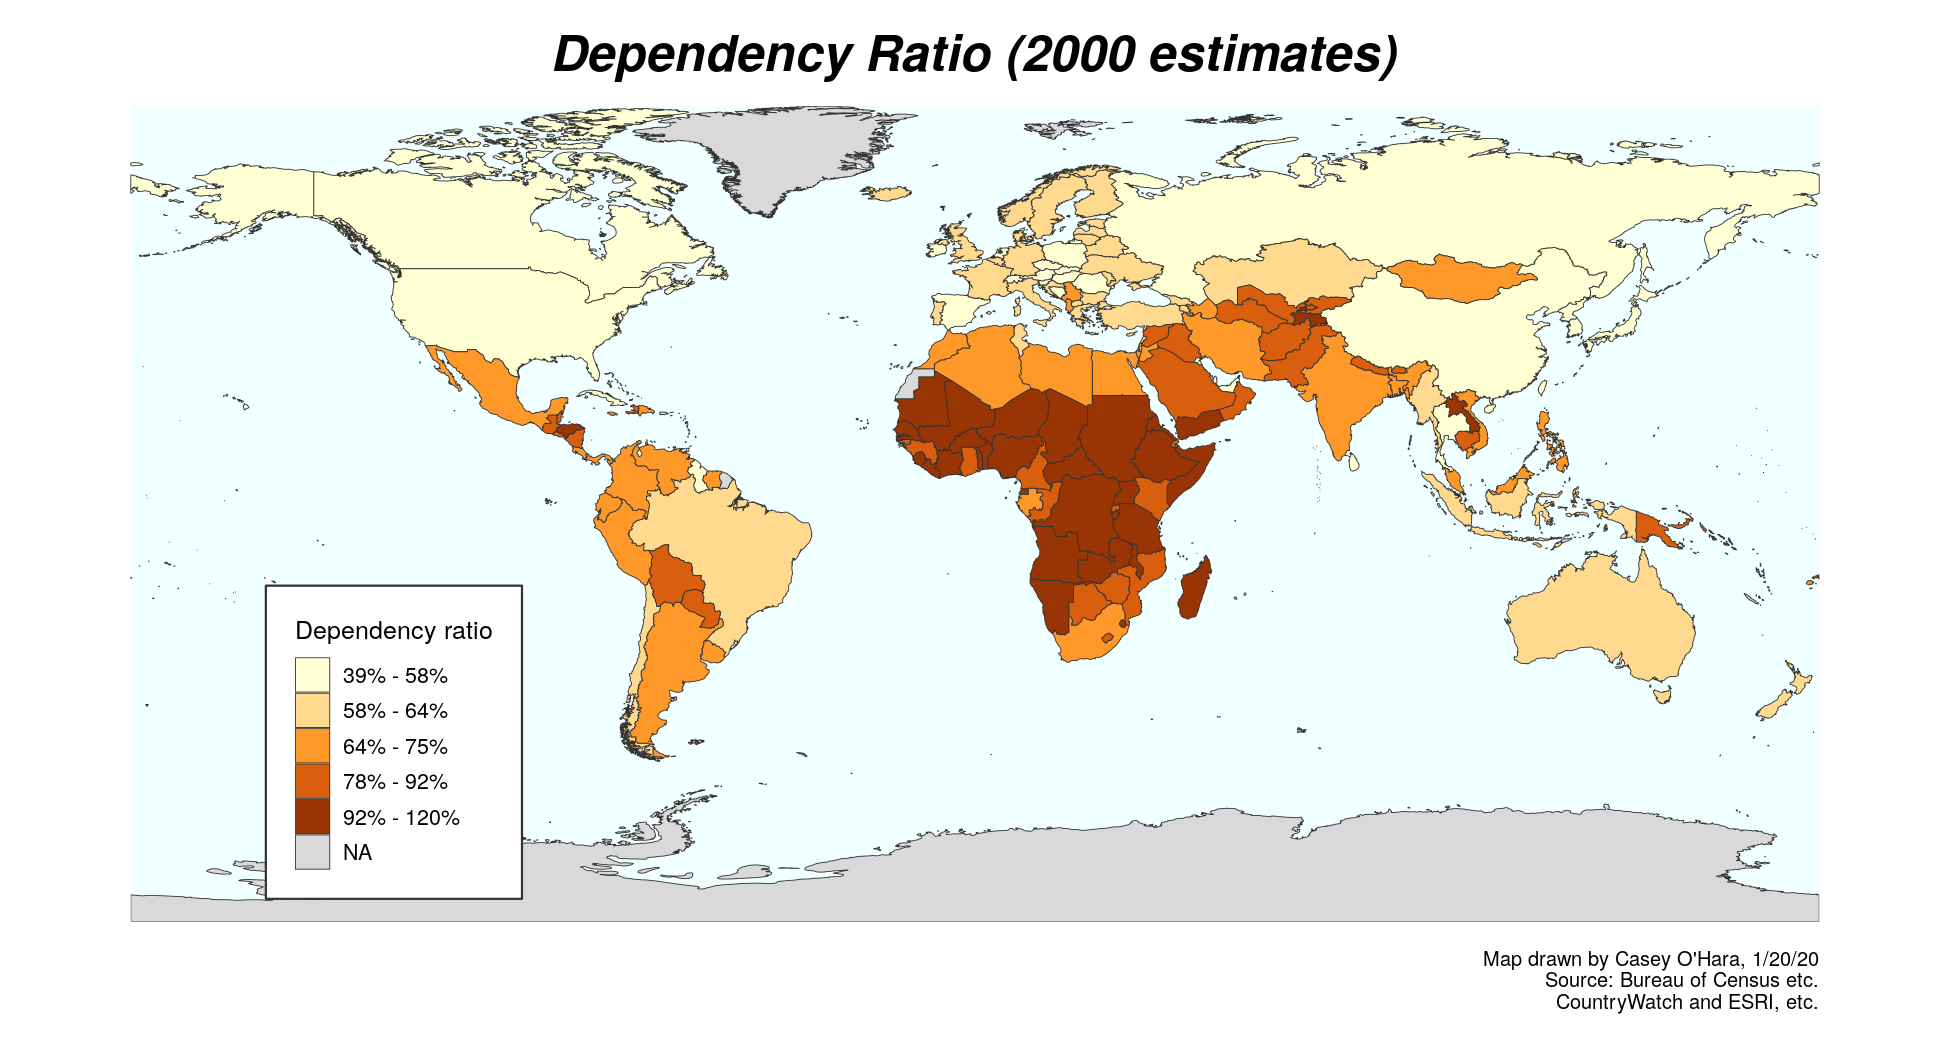 Dependency Ratio (2000 estimates)
Dependency ratio
39% - 58%
58% - 64%
64% - 75%
78% - 92%
92% - 120%
NA
Map drawn by Casey O'Hara, 1/20/20
Source: Bureau of Census etc.
CountryWatch and ESRI, etc.